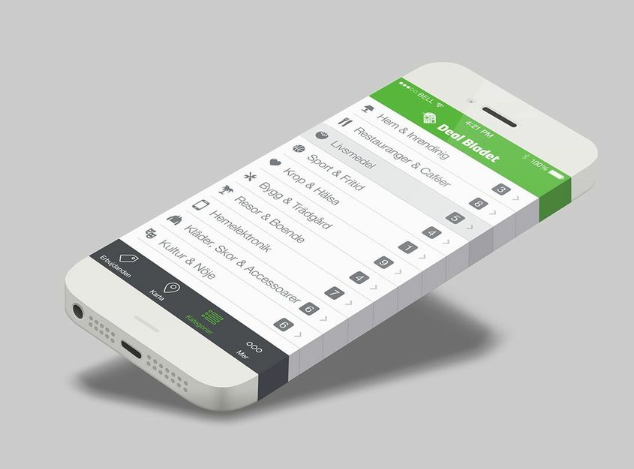 BELL 4:21 PM 100%
Deal Bladet
Hem & Inredning 3
Restauranger & Caféer 8
Livsmedel 5
Sport & Fritid 4
Krop & Hälsa 1
Bygg & Trädgård 9
Resor & Boende 4
Hemelektronik 7
Kläder, Skor & Accessoarer 6
Kultur & Nöje 6
Erbjudanden Karta Kategorier Mer